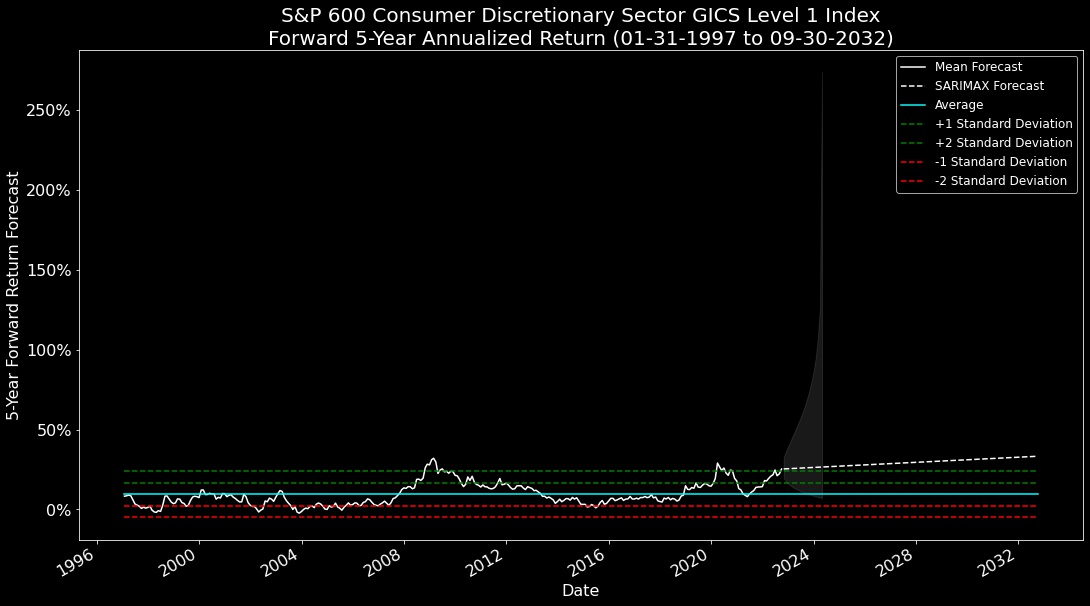 S&P 600 Consumer Discretionary Sector GICS Level 1 Index
Forward 5-Year Annualized Return (01-31-1997 to 09-30-2032)
Mean Forecast
SARIMAX Forecast
Average
+1 Standard Deviation
+2 Standard Deviation
-1 Standard Deviation
-2 Standard Deviation
5-Year Forward Return Forecast
250%
200%
150%
100%
50%
0%
1996
2000
2004
2008
2012
2016
2020
2024
2028
2032
Date